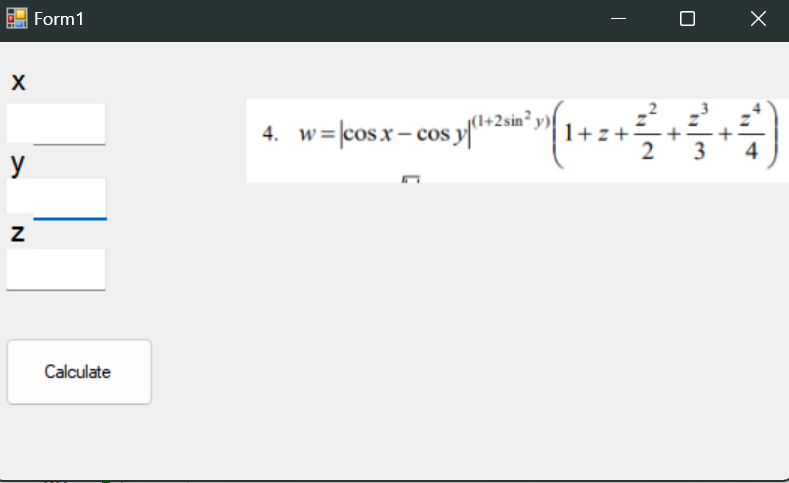 Form1
x
y
z
4. w = |cos x − cos y|^(1+2sin² y) (1 + z + z²/2 + z³/3 + z⁴/4)
Calculate